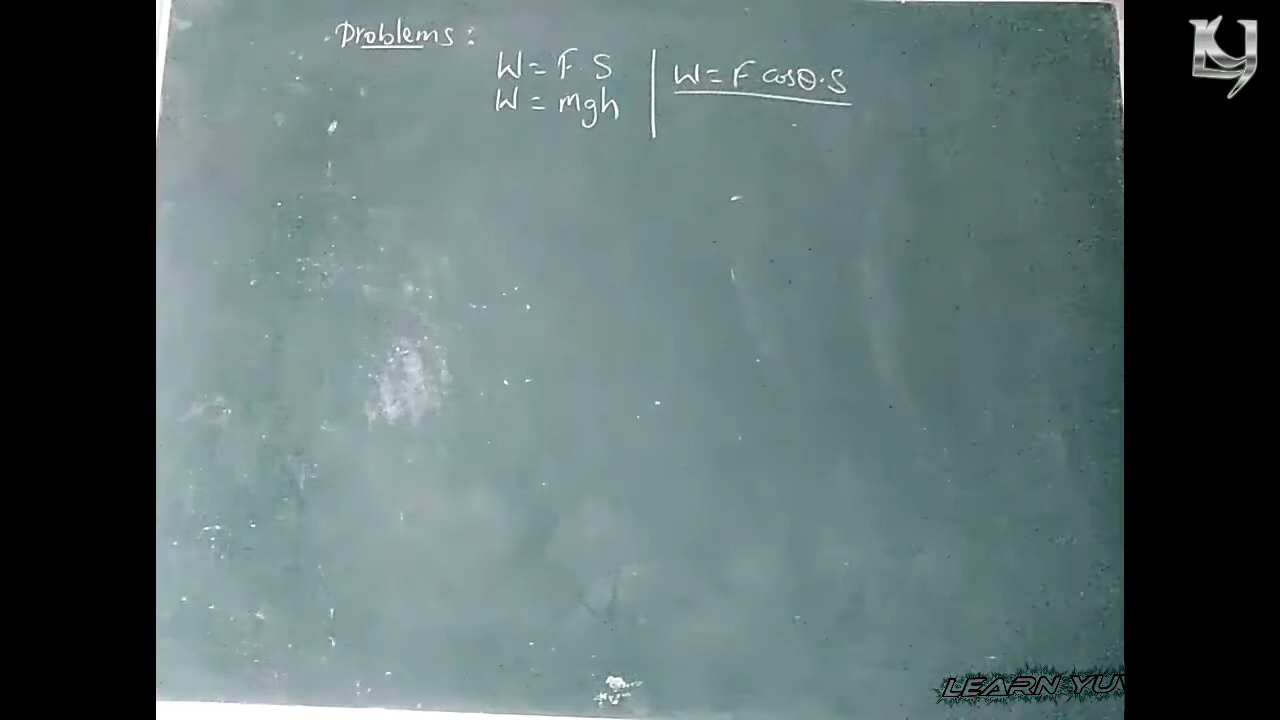 Problems :
W = F · S
W = mgh
W = F cosθ · S
LEARN YUV